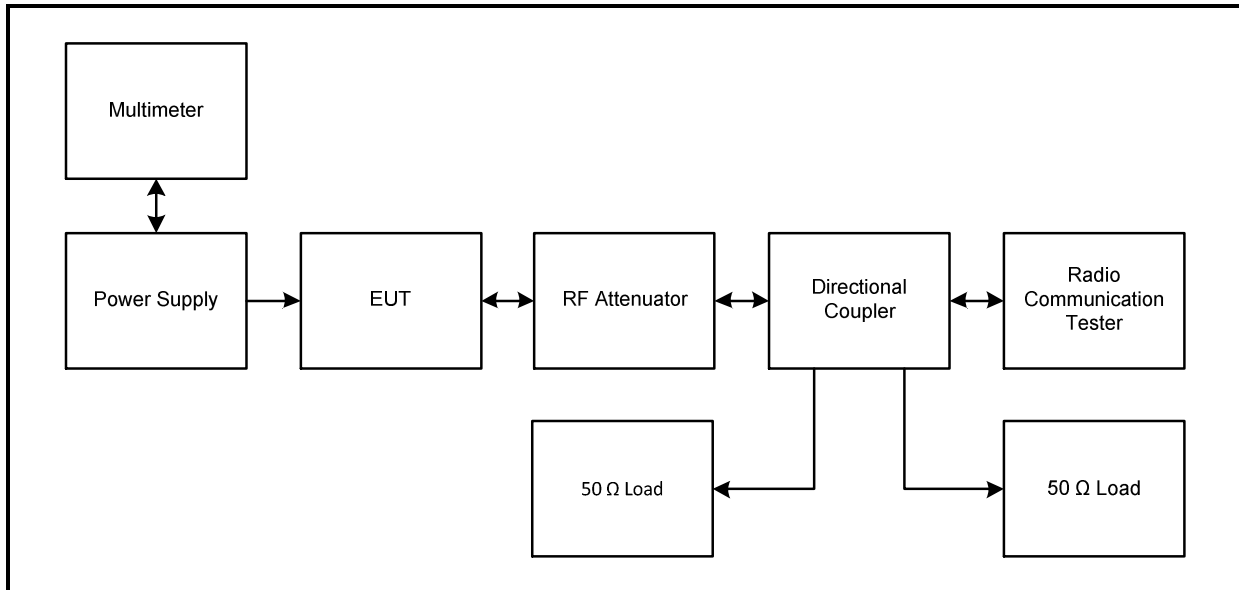 Multimeter
Power Supply
EUT
RF Attenuator
Directional
Coupler
Radio
Communication
Tester
50 Ω Load
50 Ω Load